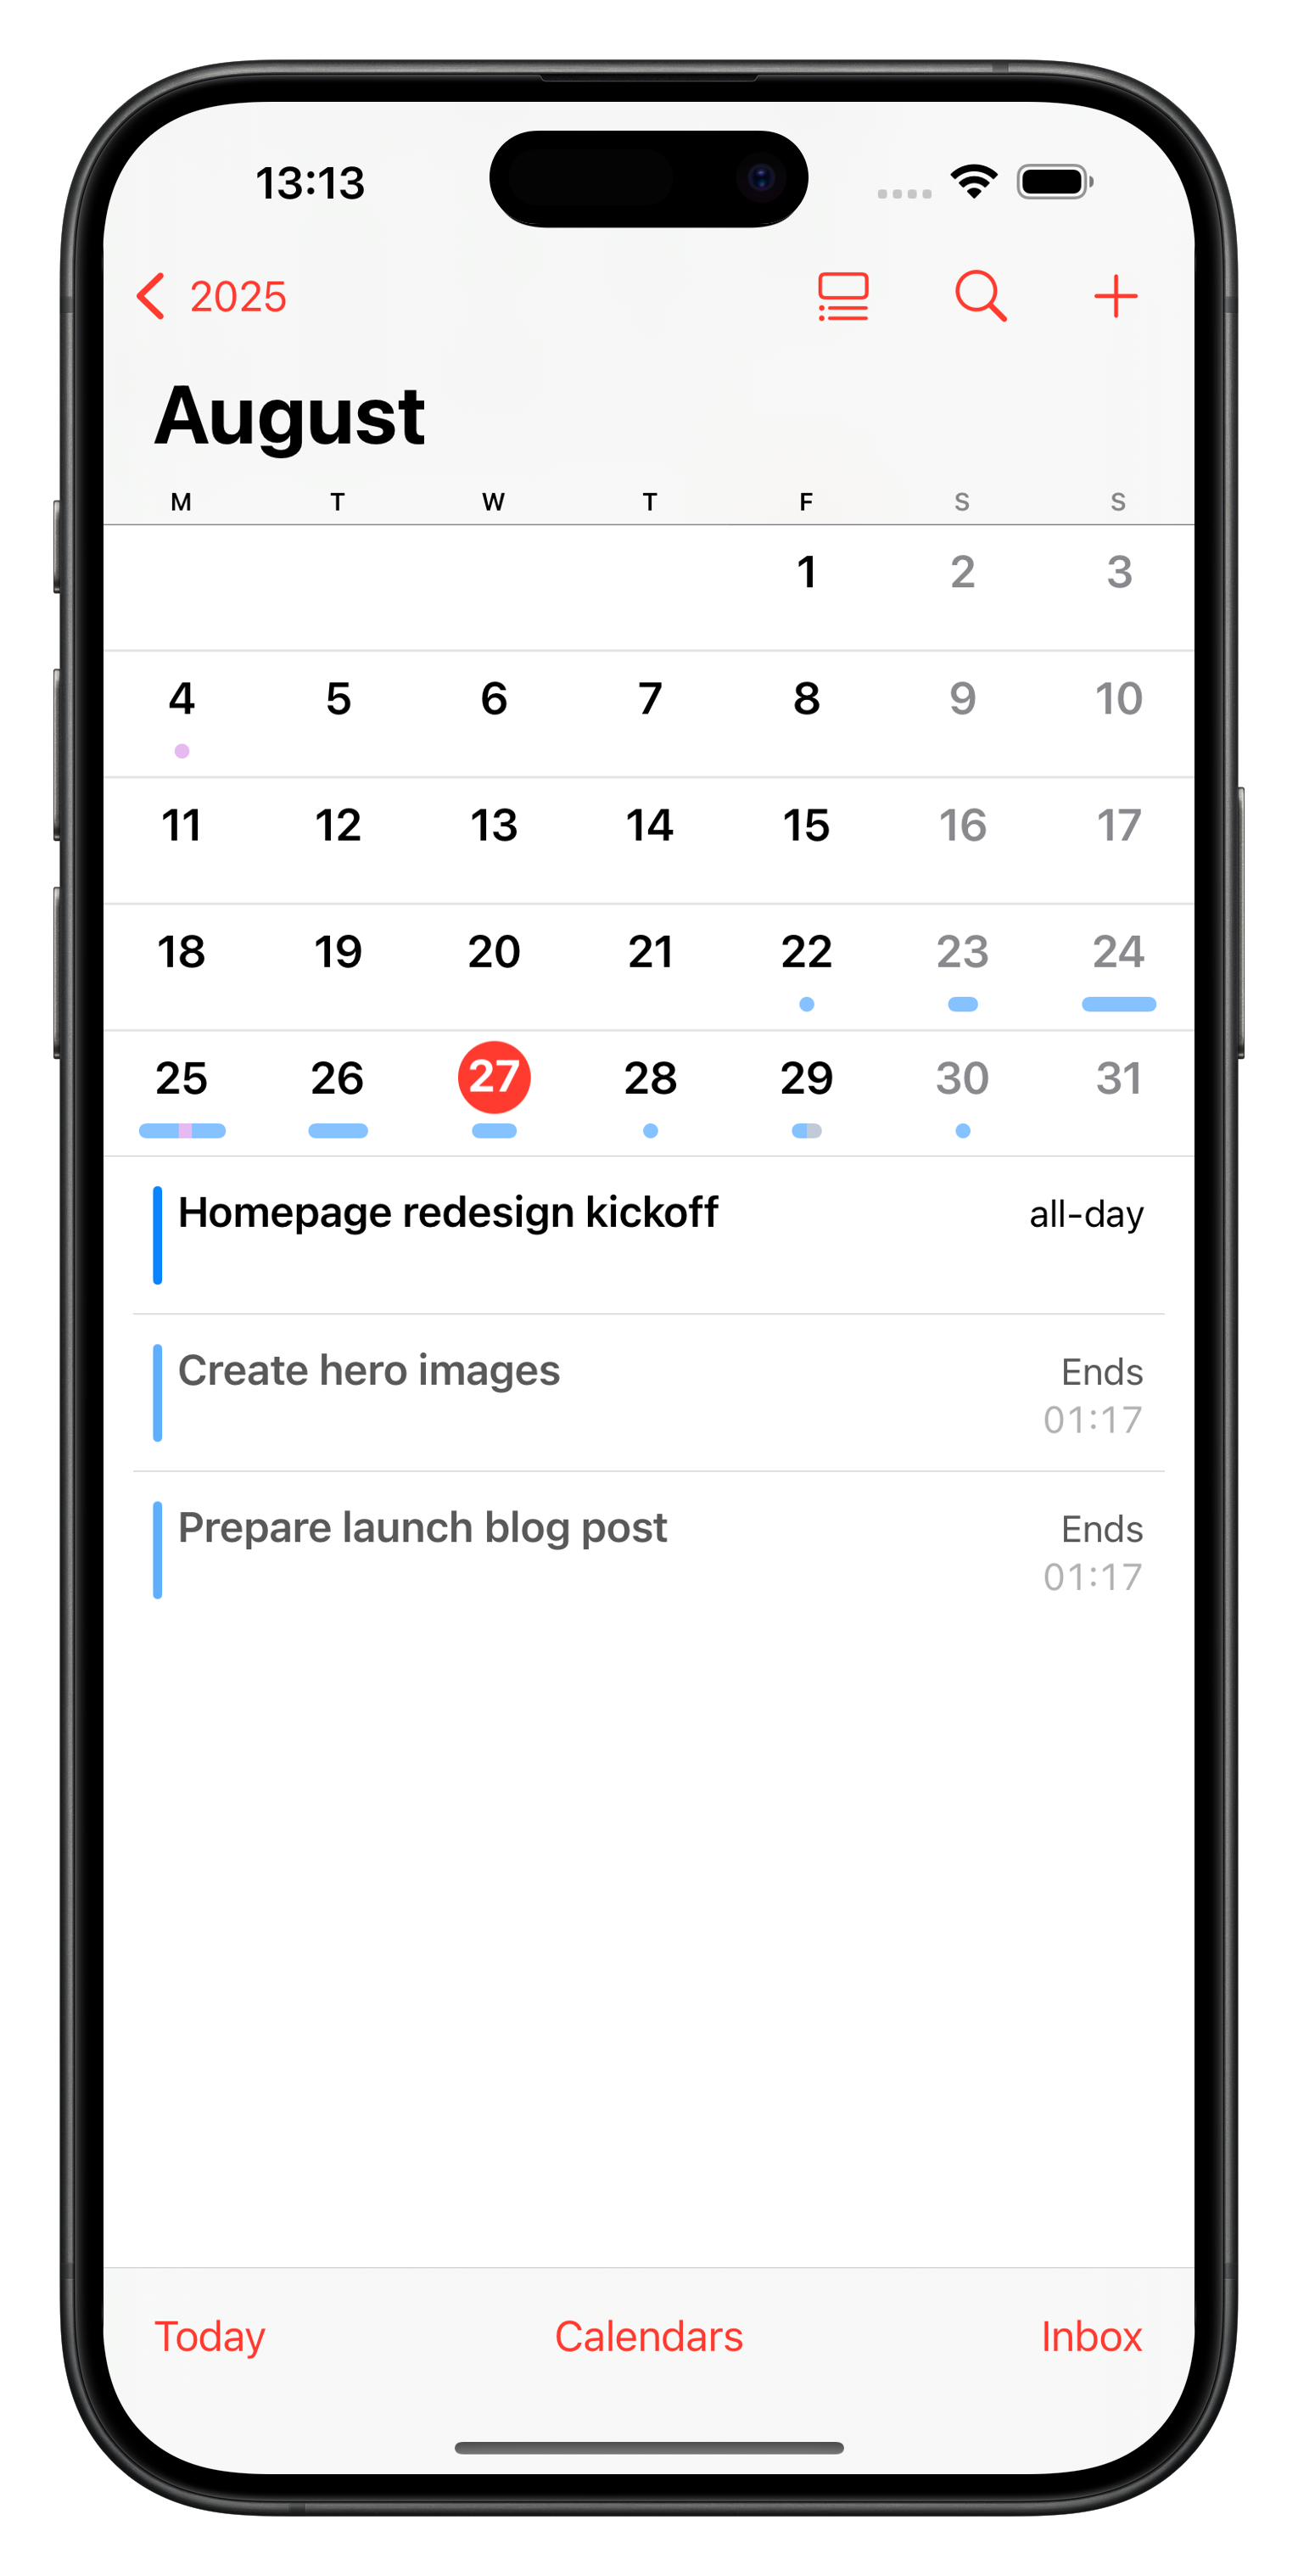 13:13
2025
August
M T W T F S S
1 2 3
4 5 6 7 8 9 10
11 12 13 14 15 16 17
18 19 20 21 22 23 24
25 26 27 28 29 30 31
Homepage redesign kickoff all-day
Create hero images Ends
01:17
Prepare launch blog post Ends
01:17
Today Calendars Inbox